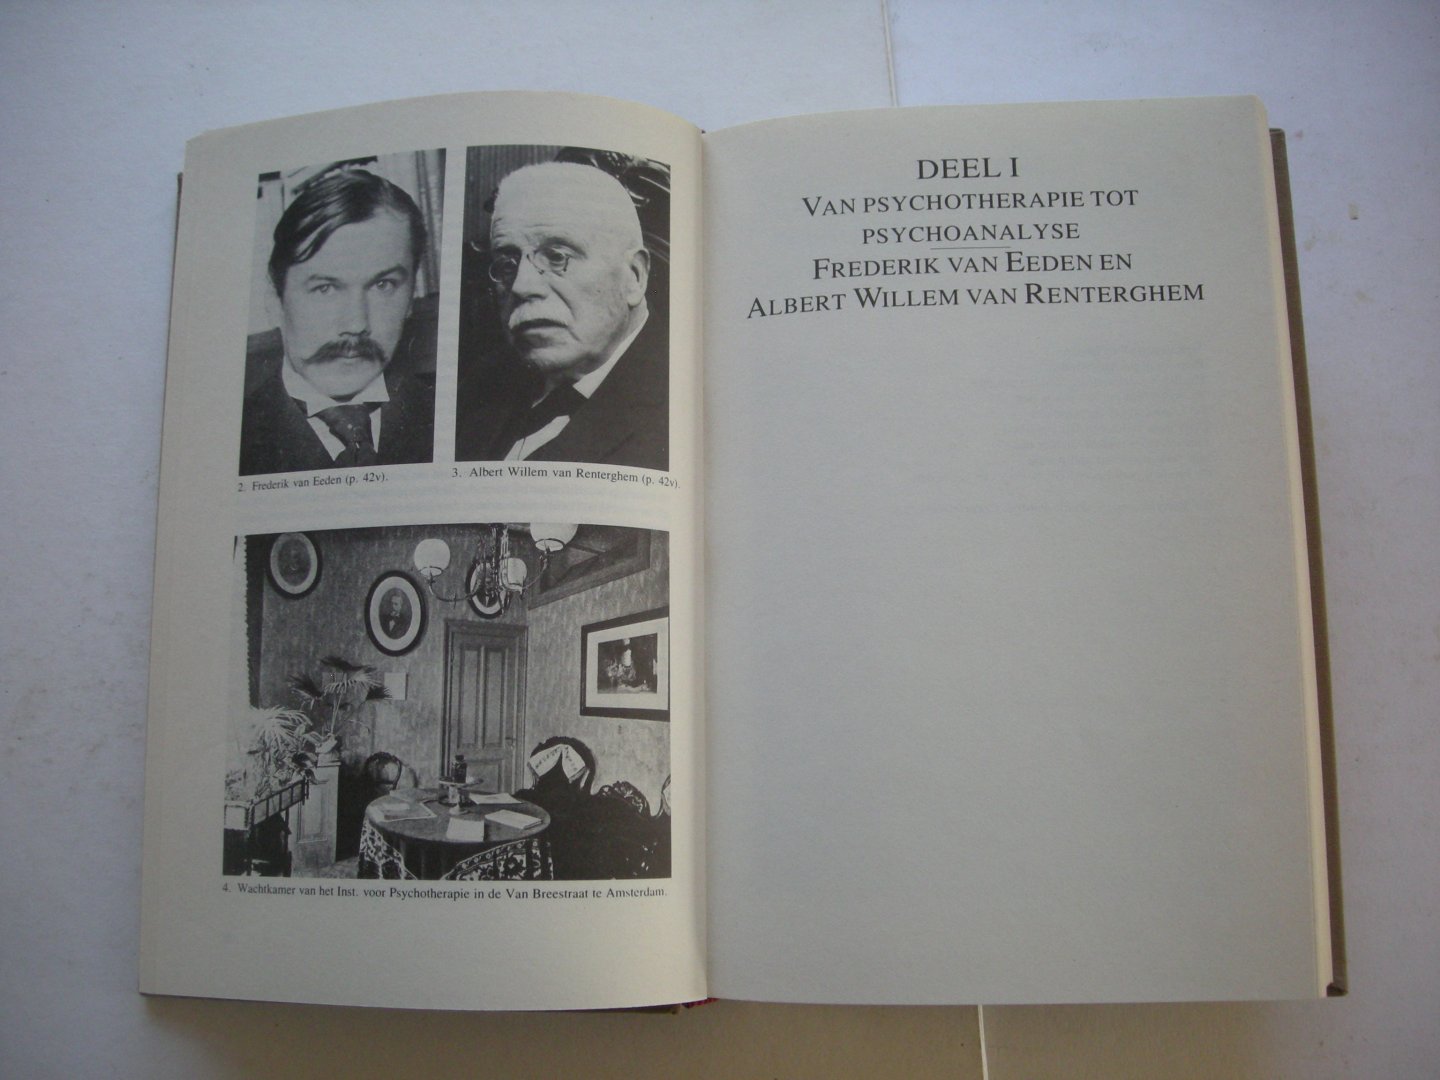 2. Frederik van Eeden (p. 42v).
3. Albert Willem van Renterghem (p. 42v).
4. Wachtkamer van het Inst. voor Psychotherapie in de Van Breestraat te Amsterdam.
DEEL I
VAN PSYCHOTHERAPIE TOT
PSYCHOANALYSE
FREDERIK VAN EEDEN EN
ALBERT WILLEM VAN RENTERGHEM